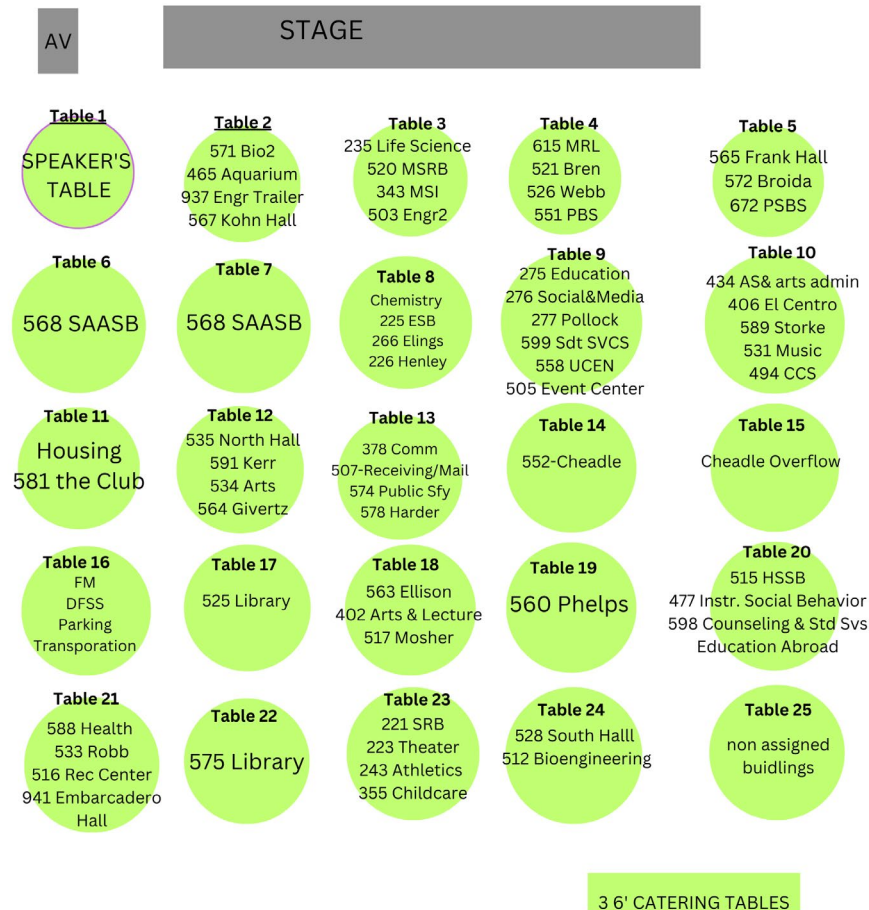 AV
STAGE
Table 1
SPEAKER'S
TABLE
Table 2
571 Bio2
465 Aquarium
937 Engr Trailer
567 Kohn Hall
Table 3
235 Life Science
520 MSRB
343 MSI
503 Engr2
Table 4
615 MRL
521 Bren
526 Webb
551 PBS
Table 5
565 Frank Hall
572 Broida
672 PSBS
Table 6
568 SAASB
Table 7
568 SAASB
Table 8
Chemistry
225 ESB
266 Elings
226 Henley
Table 9
275 Education
276 Social&Media
277 Pollock
599 Sdt SVCS
558 UCEN
505 Event Center
Table 10
434 AS& arts admin
406 El Centro
589 Storke
531 Music
494 CCS
Table 11
Housing
581 the Club
Table 12
535 North Hall
591 Kerr
534 Arts
564 Givertz
Table 13
378 Comm
507-Receiving/Mail
574 Public Sfy
578 Harder
Table 14
552-Cheadle
Table 15
Cheadle Overflow
Table 16
FM
DFSS
Parking
Transporation
Table 17
525 Library
Table 18
563 Ellison
402 Arts & Lecture
517 Mosher
Table 19
560 Phelps
Table 20
515 HSSB
477 Instr. Social Behavior
598 Counseling & Std Svs
Education Abroad
Table 21
588 Health
533 Robb
516 Rec Center
941 Embarcadero
Hall
Table 22
575 Library
Table 23
221 SRB
223 Theater
243 Athletics
355 Childcare
Table 24
528 South Halll
512 Bioengineering
Table 25
non assigned
buidlings
3 6' CATERING TABLES